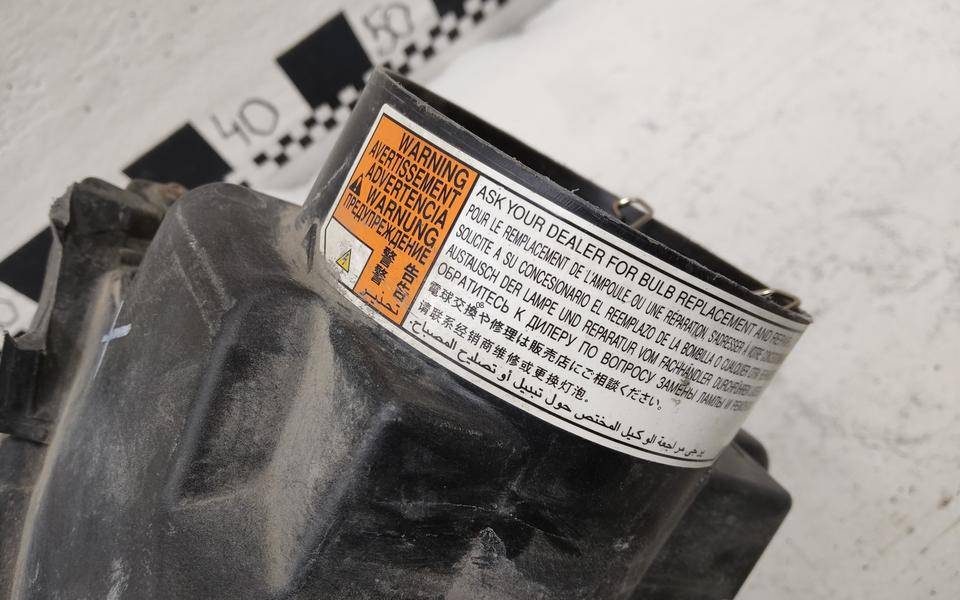 50
40
WARNING
AVERTISSEMENT
ADVERTENCIA
WARNUNG
ПРЕДУПРЕЖДЕНИЕ
警告
警告
تحذير
ASK YOUR DEALER FOR BULB REPLACEMENT AND
POUR LE REMPLACEMENT DE L'AMPOULE OU UNE RÉPARATION, S'ADRESSER À VOTRE
SOLICITE A SU CONCESIONARIO EL REEMPLAZO DE LA BOMBILLA O CUALQUIER OTRA
AUSTAUSCH DER LAMPE UND REPARATUR VOM FACHHÄNDLER DURCHFÜHREN
ОБРАТИТЕСЬ К ДИЛЕРУ ПО ВОПРОСУ ЗАМЕНЫ ЛАМПЫ И
電球交換や修理は販売店にご相談ください。
请联系经销商维修或更换灯泡。
يرجى مراجعة الوكيل المختص حول تبديل أو تصليح المصباح